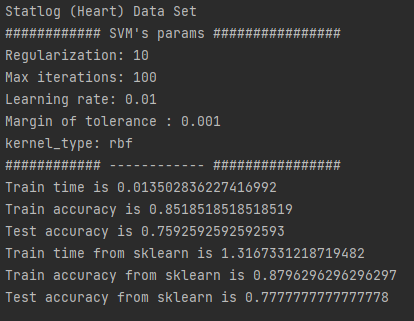 Statlog (Heart) Data Set
############ SVM's params ################
Regularization: 10
Max iterations: 100
Learning rate: 0.01
Margin of tolerance : 0.001
kernel_type: rbf
############ ------------ ################
Train time is 0.013502836227416992
Train accuracy is 0.8518518518518519
Test accuracy is 0.7592592592592593
Train time from sklearn is 1.3167331218719482
Train accuracy from sklearn is 0.8796296296296297
Test accuracy from sklearn is 0.7777777777777778